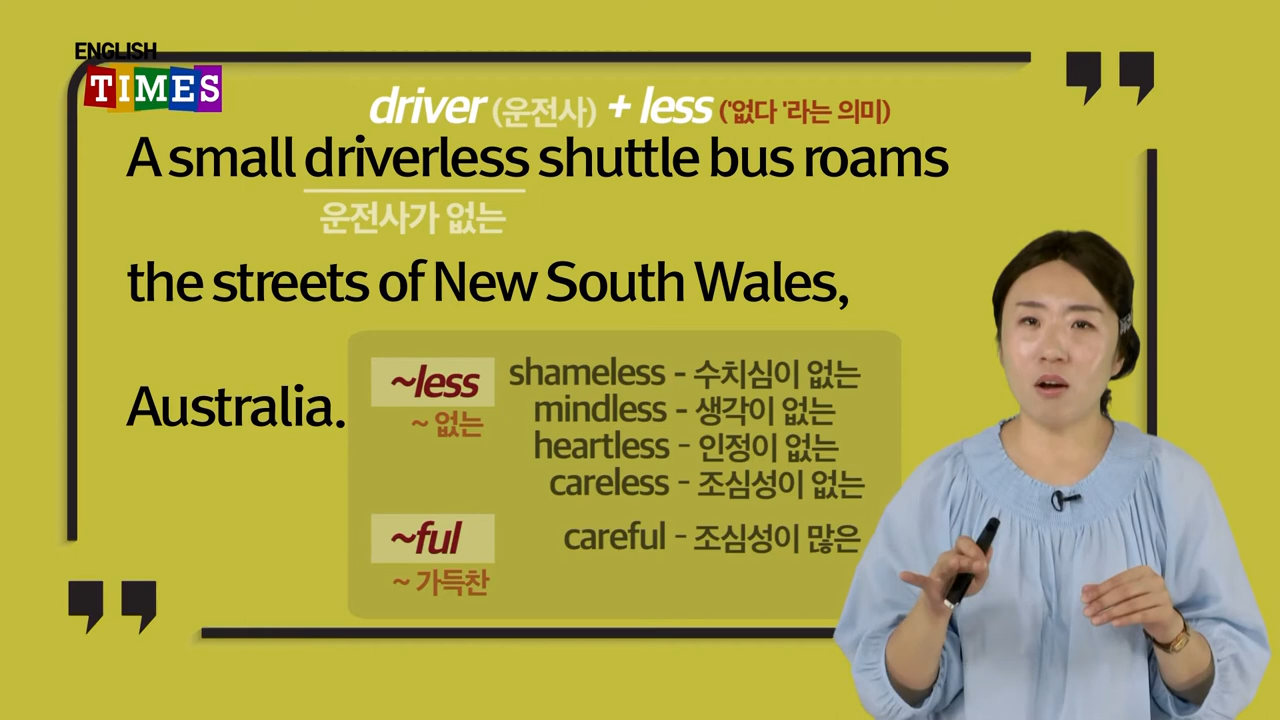 ENGLISH
TIMES
driver (운전사) + less ('없다 '라는 의미)
A small driverless shuttle bus roams
운전사가 없는
the streets of New South Wales,
Australia.
~less
~ 없는
shameless - 수치심이 없는
mindless - 생각이 없는
heartless - 인정이 없는
careless - 조심성이 없는
~ful
~ 가득찬
careful - 조심성이 많은